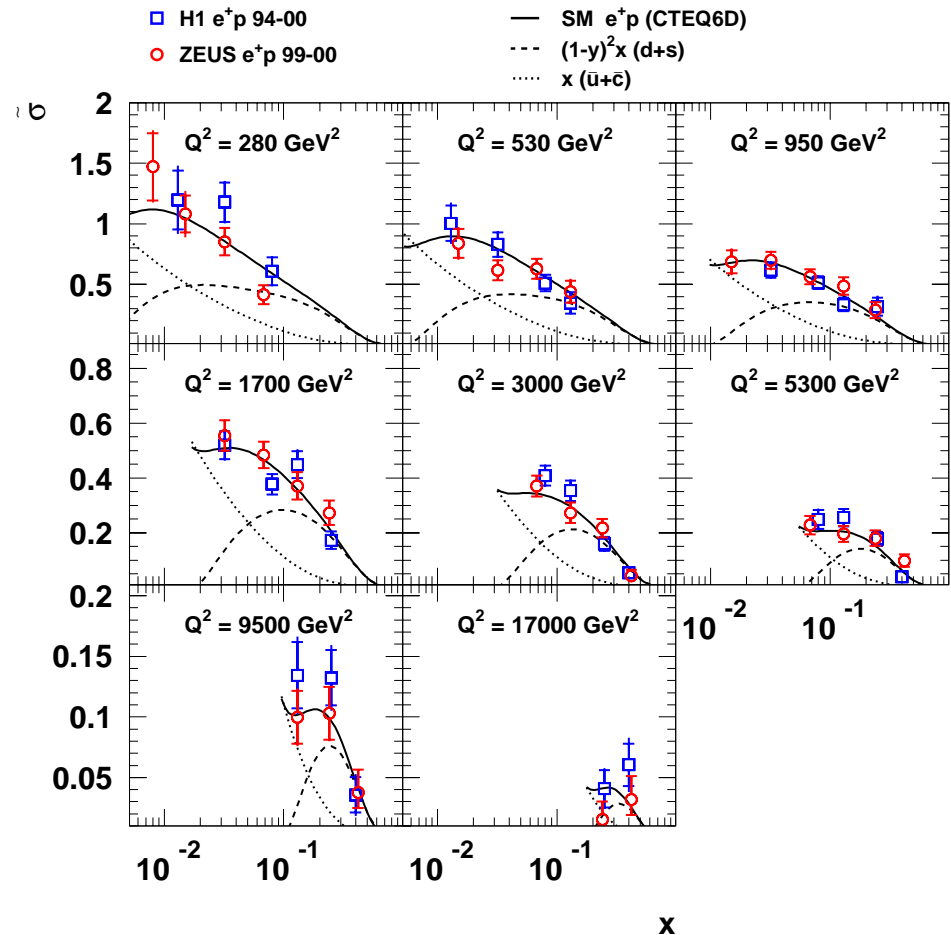 H1 e⁺p 94-00
ZEUS e⁺p 99-00
SM e⁺p (CTEQ6D)
(1-y)²x (d+s)
x (ū+c̄)
σ̃
Q² = 280 GeV²
Q² = 530 GeV²
Q² = 950 GeV²
2
1.5
1
0.5
Q² = 1700 GeV²
Q² = 3000 GeV²
Q² = 5300 GeV²
0.8
0.6
0.4
0.2
10⁻² 10⁻¹
Q² = 9500 GeV²
Q² = 17000 GeV²
0.2
0.15
0.1
0.05
10⁻² 10⁻¹ 10⁻² 10⁻¹
x